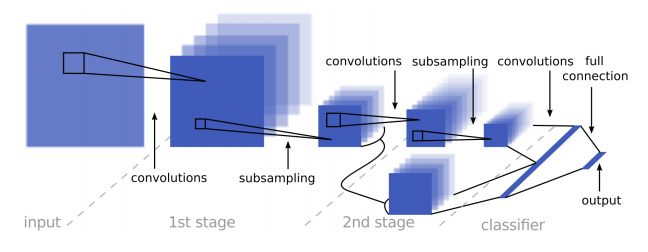 convolutions
subsampling
convolutions
full
connection
convolutions
subsampling
output
input
1st stage
2nd stage
classifier